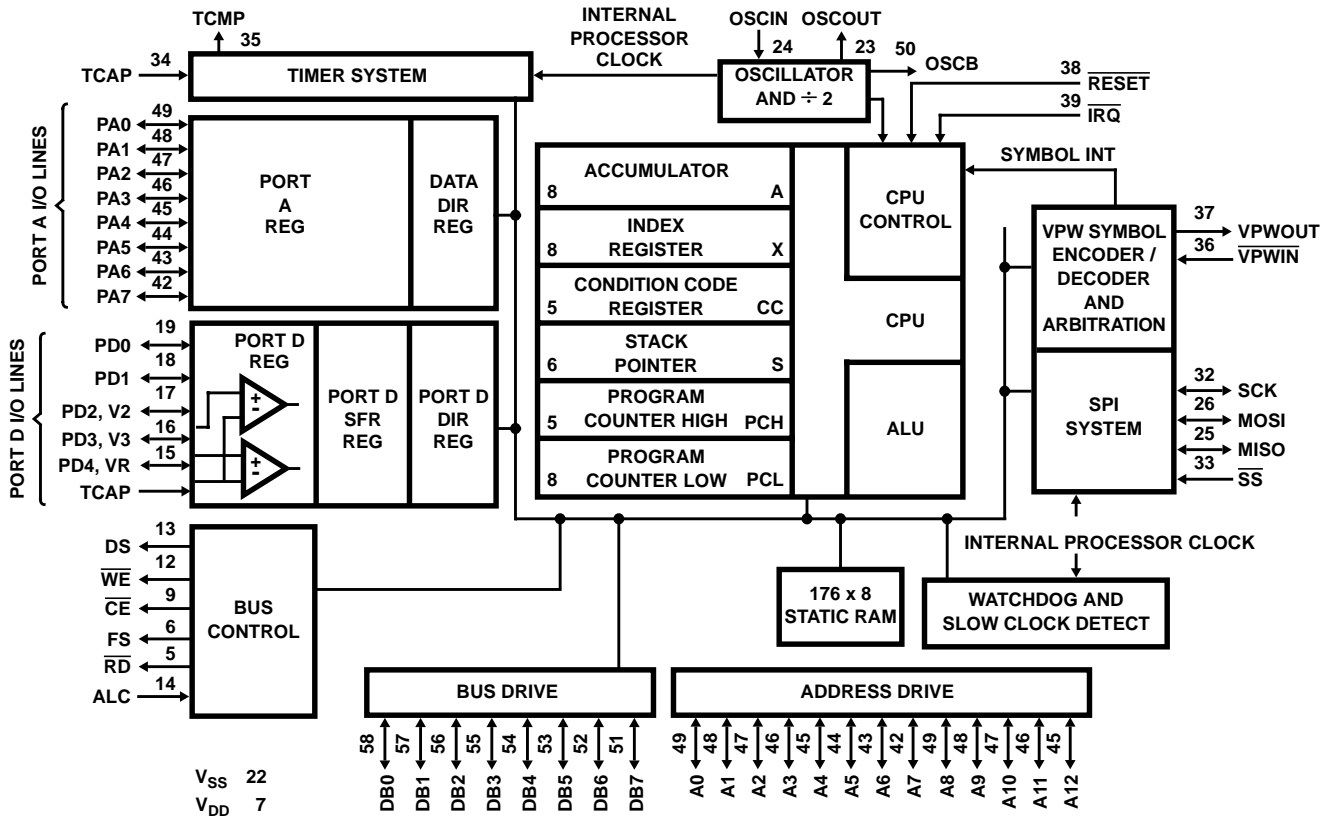 TCMP
35
INTERNAL
PROCESSOR
CLOCK
OSCIN
OSCOUT
24
23
50
OSCB
34
TCAP
TIMER SYSTEM
OSCILLATOR
AND ÷ 2
38
RESET
39
IRQ
PORT A I/O LINES
49
PA0
48
PA1
47
PA2
46
PA3
45
PA4
44
PA5
43
PA6
42
PA7
PORT
A
REG
DATA
DIR
REG
ACCUMULATOR
8 A
INDEX
REGISTER
8 X
CONDITION CODE
REGISTER
5 CC
STACK
POINTER
6 S
PROGRAM
COUNTER HIGH
5 PCH
PROGRAM
COUNTER LOW
8 PCL
CPU
CONTROL
CPU
ALU
SYMBOL INT
VPW SYMBOL
ENCODER /
DECODER
AND
ARBITRATION
37
VPWOUT
36
VPWIN
SPI
SYSTEM
32
SCK
26
MOSI
25
MISO
33
SS
PORT D I/O LINES
19
PD0
18
PD1
17
PD2, V2
16
PD3, V3
15
PD4, VR
TCAP
PORT D
REG
+
-
+
-
PORT D
SFR
REG
PORT D
DIR
REG
INTERNAL PROCESSOR CLOCK
13
DS
12
WE
9
CE
6
FS
5
RD
14
ALC
BUS
CONTROL
176 x 8
STATIC RAM
WATCHDOG AND
SLOW CLOCK DETECT
BUS DRIVE
58 57 56 55 54 53 52 51
DB0 DB1 DB2 DB3 DB4 DB5 DB6 DB7
ADDRESS DRIVE
49 48 47 46 45 44 43 42 49 48 47 46 45
A0 A1 A2 A3 A4 A5 A6 A7 A8 A9 A10 A11 A12
VSS 22
VDD 7